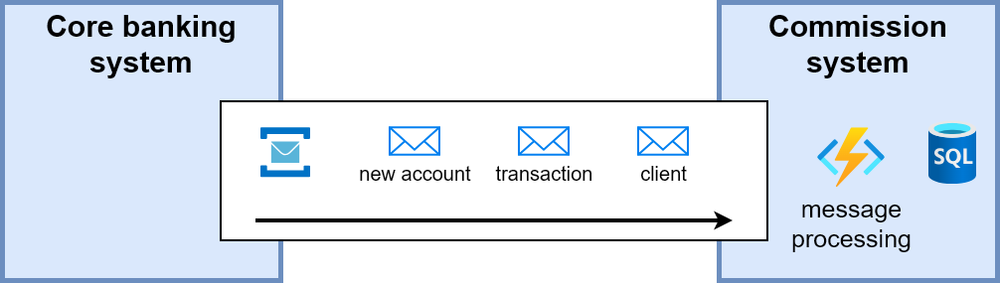 Core banking
system
Commission
system
new account
transaction
client
SQL
message
processing